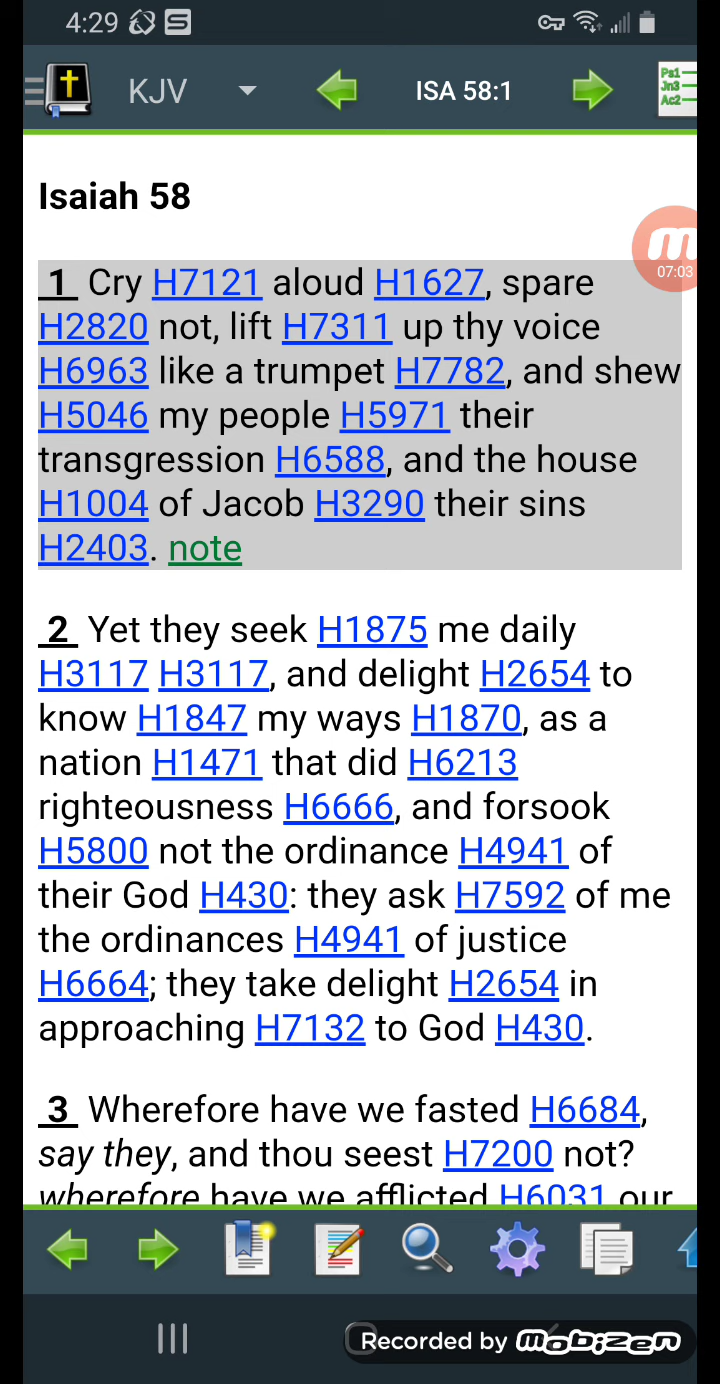 4:29
KJV
ISA 58:1
Ps1
Jn3
Ac2
Isaiah 58
07:03
1 Cry H7121 aloud H1627, spare
H2820 not, lift H7311 up thy voice
H6963 like a trumpet H7782, and shew
H5046 my people H5971 their
transgression H6588, and the house
H1004 of Jacob H3290 their sins
H2403. note
2 Yet they seek H1875 me daily
H3117 H3117, and delight H2654 to
know H1847 my ways H1870, as a
nation H1471 that did H6213
righteousness H6666, and forsook
H5800 not the ordinance H4941 of
their God H430: they ask H7592 of me
the ordinances H4941 of justice
H6664; they take delight H2654 in
approaching H7132 to God H430.
3 Wherefore have we fasted H6684,
say they, and thou seest H7200 not?
wherefore have we afflicted H6031 our
Recorded by Mobizen